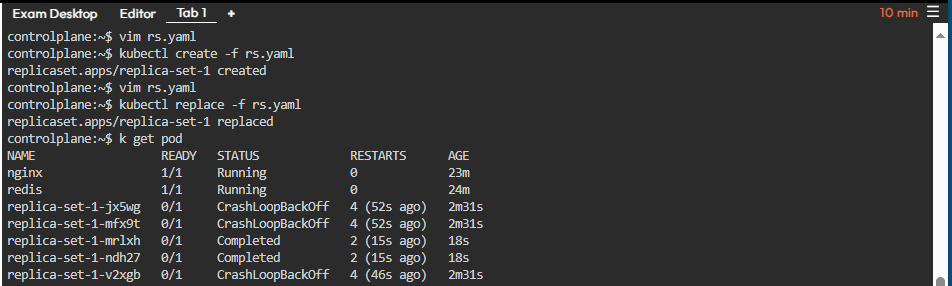 Exam Desktop Editor Tab 1 + 10 min
controlplane:~$ vim rs.yaml
controlplane:~$ kubectl create -f rs.yaml
replicaset.apps/replica-set-1 created
controlplane:~$ vim rs.yaml
controlplane:~$ kubectl replace -f rs.yaml
replicaset.apps/replica-set-1 replaced
controlplane:~$ k get pod
NAME READY STATUS RESTARTS AGE
nginx 1/1 Running 0 23m
redis 1/1 Running 0 24m
replica-set-1-jx5wg 0/1 CrashLoopBackOff 4 (52s ago) 2m31s
replica-set-1-mfx9t 0/1 CrashLoopBackOff 4 (52s ago) 2m31s
replica-set-1-mrlxh 0/1 Completed 2 (15s ago) 18s
replica-set-1-ndh27 0/1 Completed 2 (15s ago) 18s
replica-set-1-v2xgb 0/1 CrashLoopBackOff 4 (46s ago) 2m31s